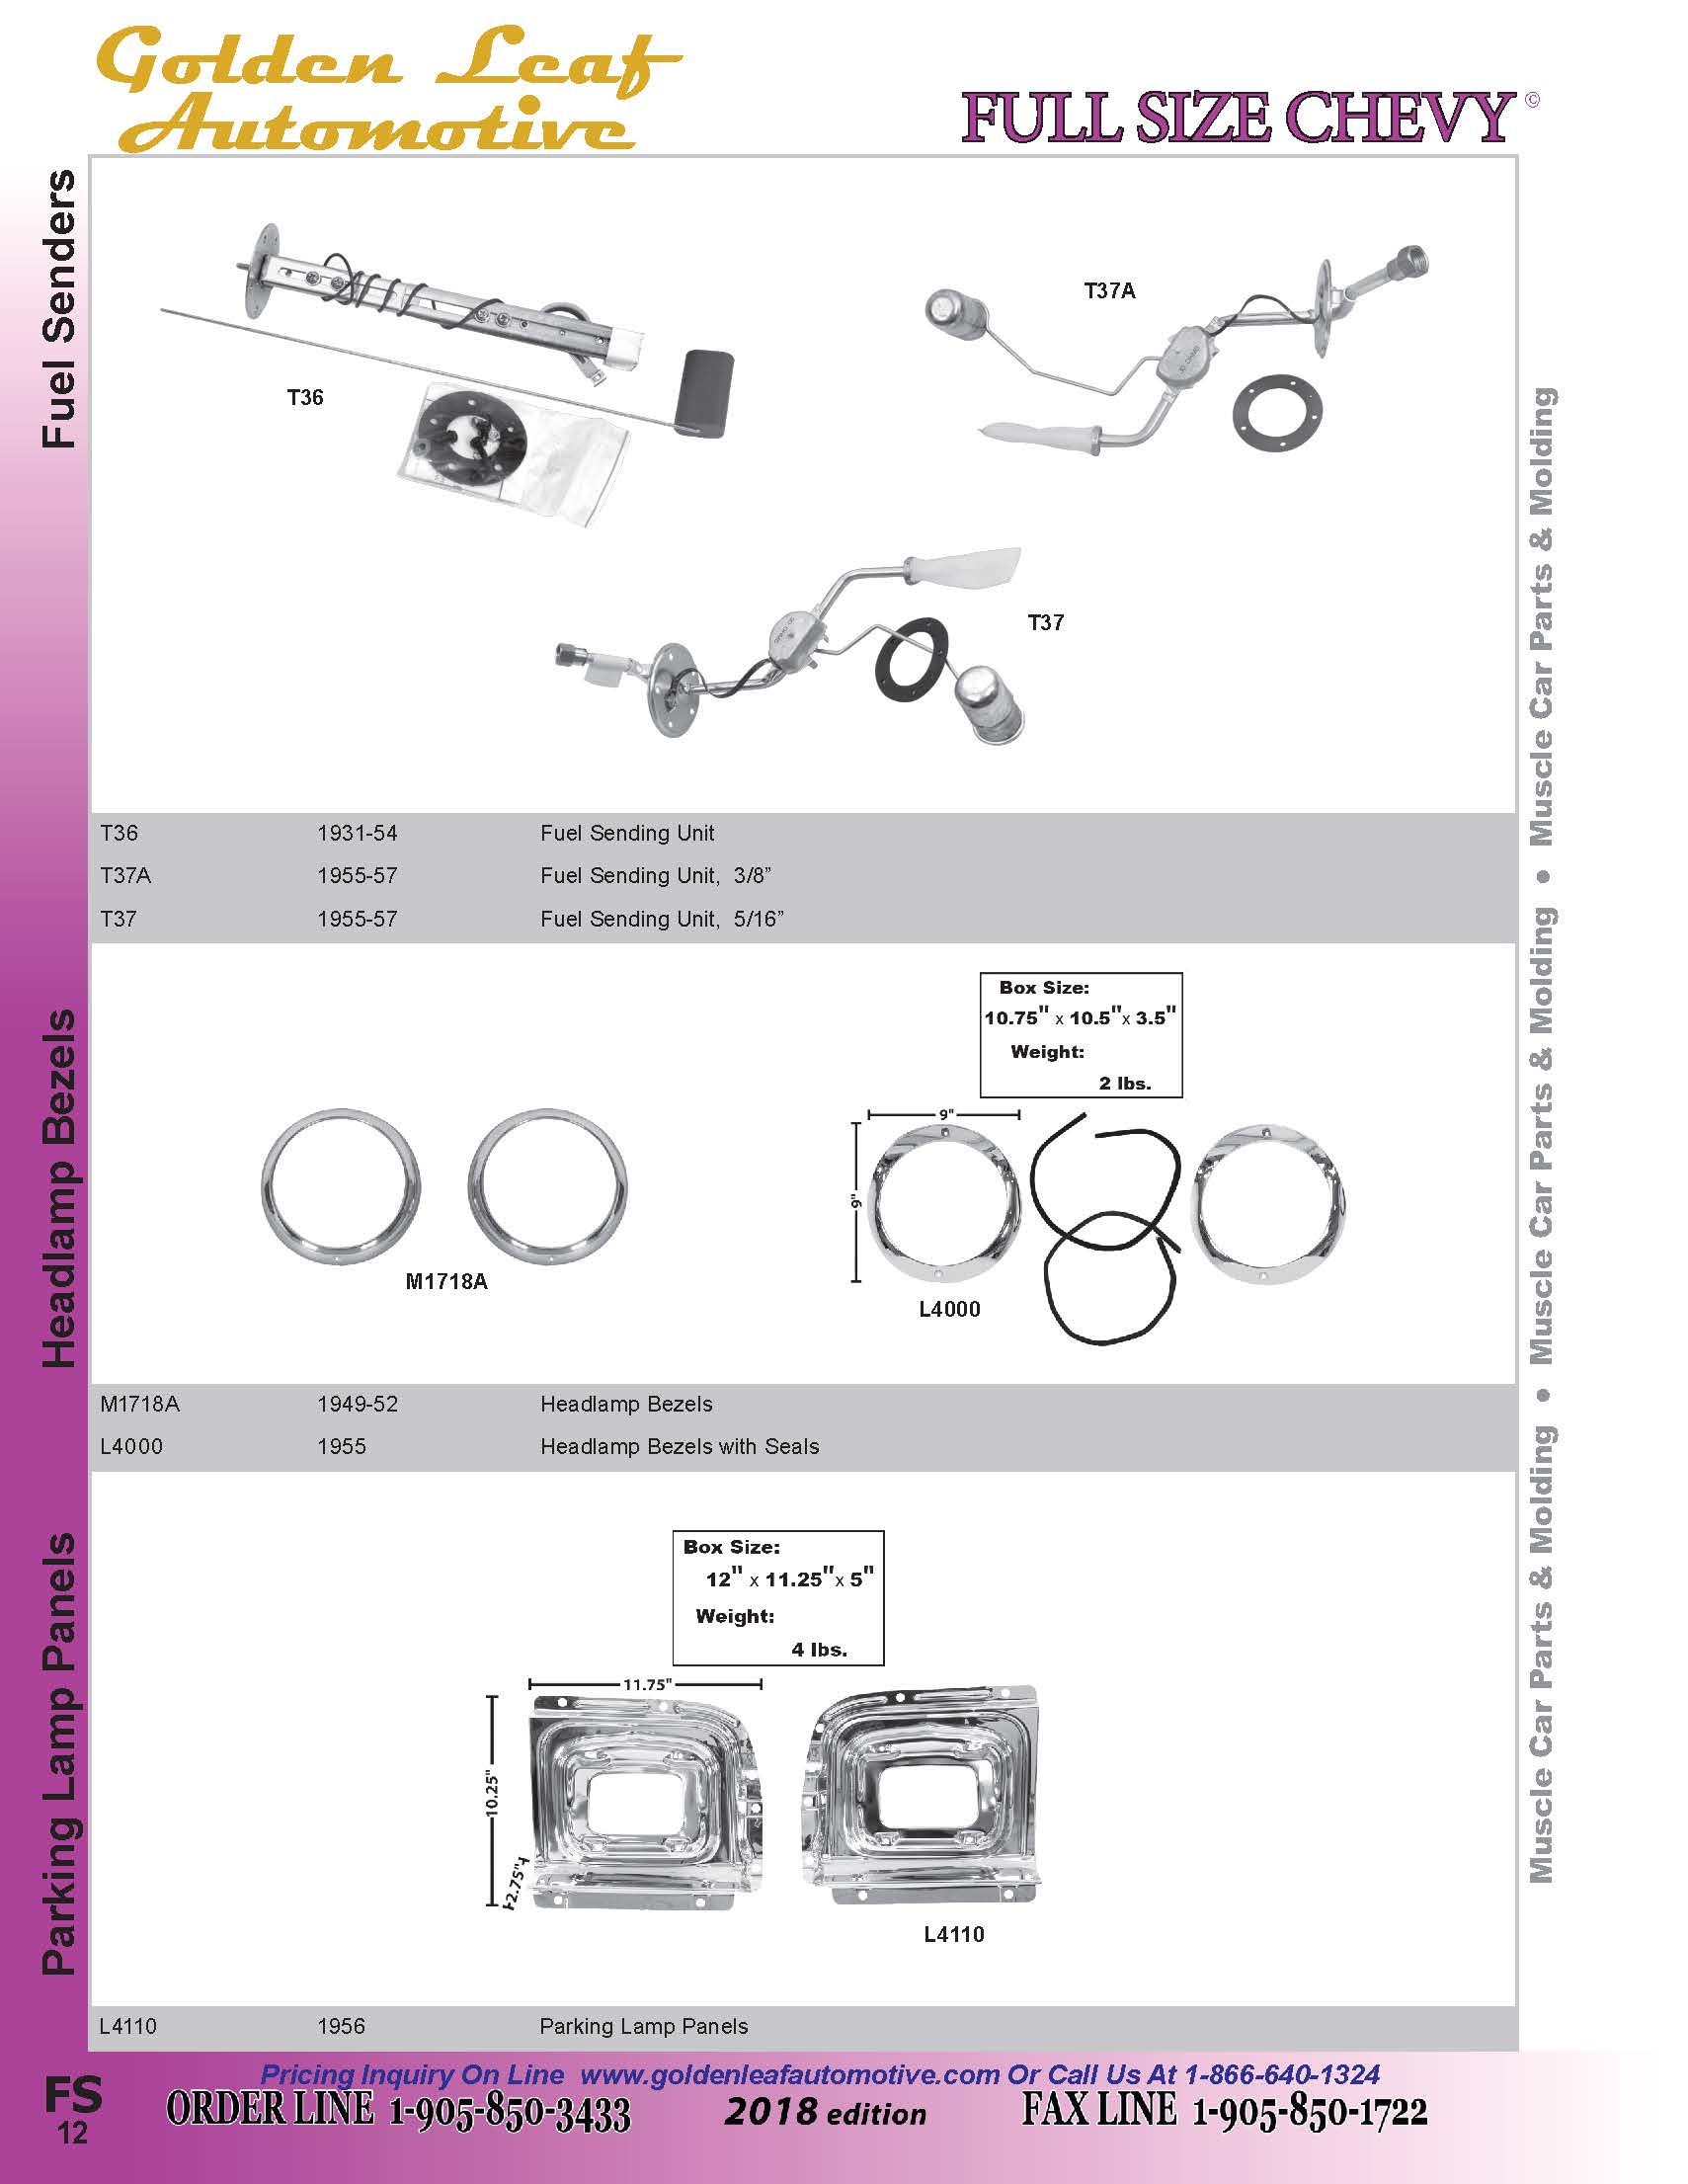 Golden Leaf
Automotive
FULL SIZE CHEVY©
Fuel Senders
T36
T37A
T37
T36 1931-54 Fuel Sending Unit
T37A 1955-57 Fuel Sending Unit, 3/8”
T37 1955-57 Fuel Sending Unit, 5/16”
Headlamp Bezels
Box Size:
10.75" x 10.5"x 3.5"
Weight:
2 lbs.
9"
9"
M1718A
L4000
M1718A 1949-52 Headlamp Bezels
L4000 1955 Headlamp Bezels with Seals
Parking Lamp Panels
Box Size:
12" x 11.25"x 5"
Weight:
4 lbs.
11.75"
10.25"
2.75"
L4110
L4110 1956 Parking Lamp Panels
Muscle Car Parts & Molding • Muscle Car Parts & Molding • Muscle Car Parts & Molding
Pricing Inquiry On Line www.goldenleafautomotive.com Or Call Us At 1-866-640-1324
FS
12
ORDER LINE 1-905-850-3433 2018 edition FAX LINE 1-905-850-1722